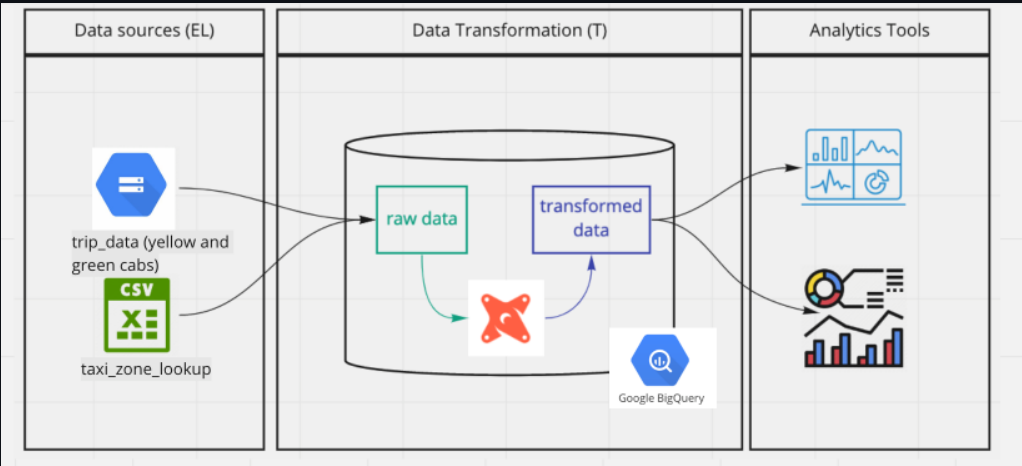 Data sources (EL)
Data Transformation (T)
Analytics Tools
trip_data (yellow and
green cabs)
CSV
X
taxi_zone_lookup
raw data
transformed
data
Google BigQuery